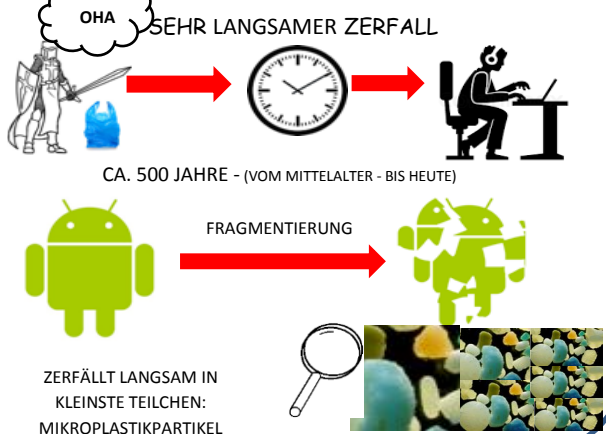 OHA
SEHR LANGSAMER ZERFALL
CA. 500 JAHRE - (VOM MITTELALTER - BIS HEUTE)
FRAGMENTIERUNG
ZERFÄLLT LANGSAM IN
KLEINSTE TEILCHEN:
MIKROPLASTIKPARTIKEL